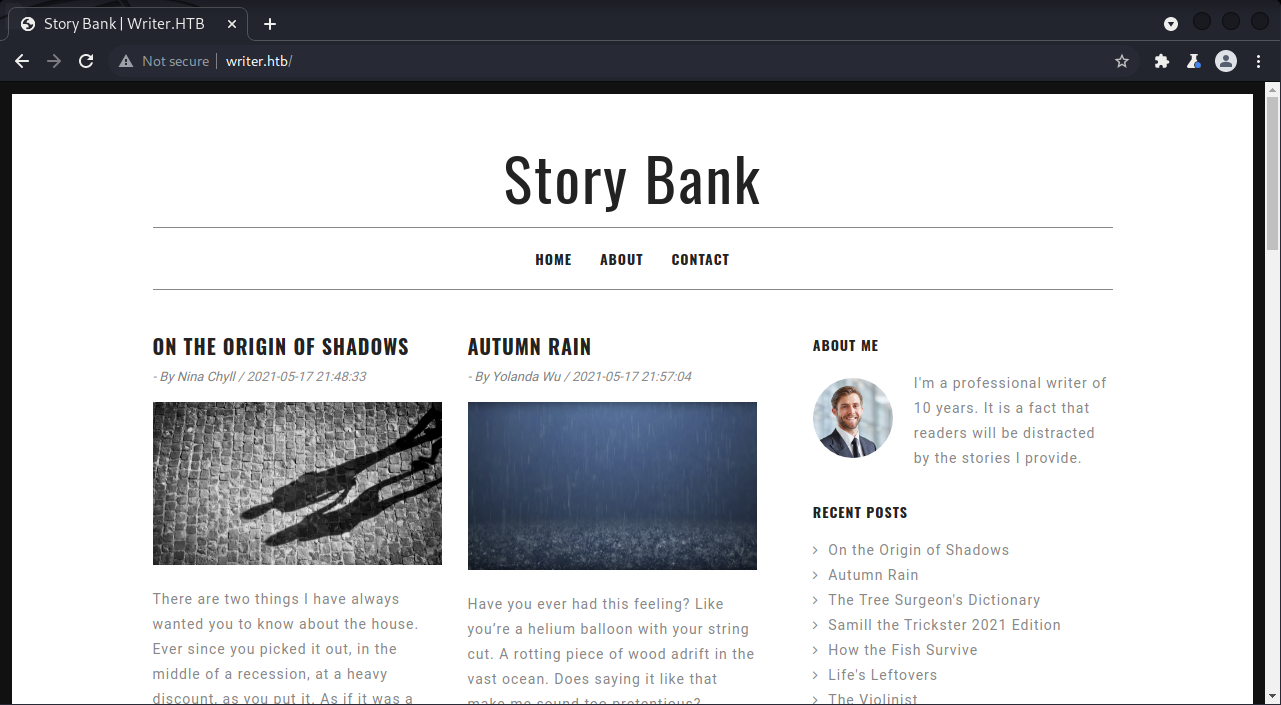 Story Bank | Writer.HTB
Not secure
writer.htb/
Story Bank
HOME ABOUT CONTACT
ON THE ORIGIN OF SHADOWS
- By Nina Chyll / 2021-05-17 21:48:33
There are two things I have always
wanted you to know about the house.
Ever since you picked it out, in the
middle of a recession, at a heavy
discount, as you put it. As if it was a
AUTUMN RAIN
- By Yolanda Wu / 2021-05-17 21:57:04
Have you ever had this feeling? Like
you’re a helium balloon with your string
cut. A rotting piece of wood adrift in the
vast ocean. Does saying it like that
make me sound too pretentious?
ABOUT ME
I'm a professional writer of
10 years. It is a fact that
readers will be distracted
by the stories I provide.
RECENT POSTS
On the Origin of Shadows
Autumn Rain
The Tree Surgeon's Dictionary
Samill the Trickster 2021 Edition
How the Fish Survive
Life's Leftovers
The Violinist